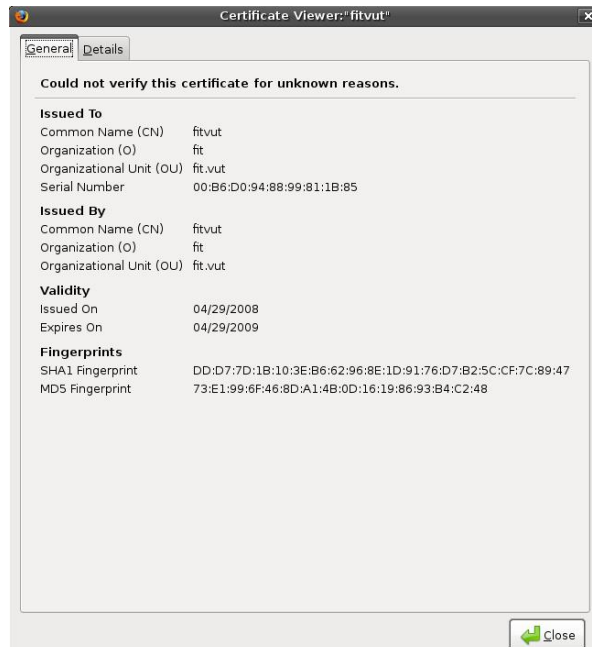 Certificate Viewer:"fitvut"
General Details
Could not verify this certificate for unknown reasons.
Issued To
Common Name (CN) fitvut
Organization (O) fit
Organizational Unit (OU) fit.vut
Serial Number 00:B6:D0:94:88:99:81:1B:85
Issued By
Common Name (CN) fitvut
Organization (O) fit
Organizational Unit (OU) fit.vut
Validity
Issued On 04/29/2008
Expires On 04/29/2009
Fingerprints
SHA1 Fingerprint DD:D7:7D:1B:10:3E:B6:62:96:8E:1D:91:76:D7:B2:5C:CF:7C:89:47
MD5 Fingerprint 73:E1:99:6F:46:8D:A1:4B:0D:16:19:86:93:B4:C2:48
Close